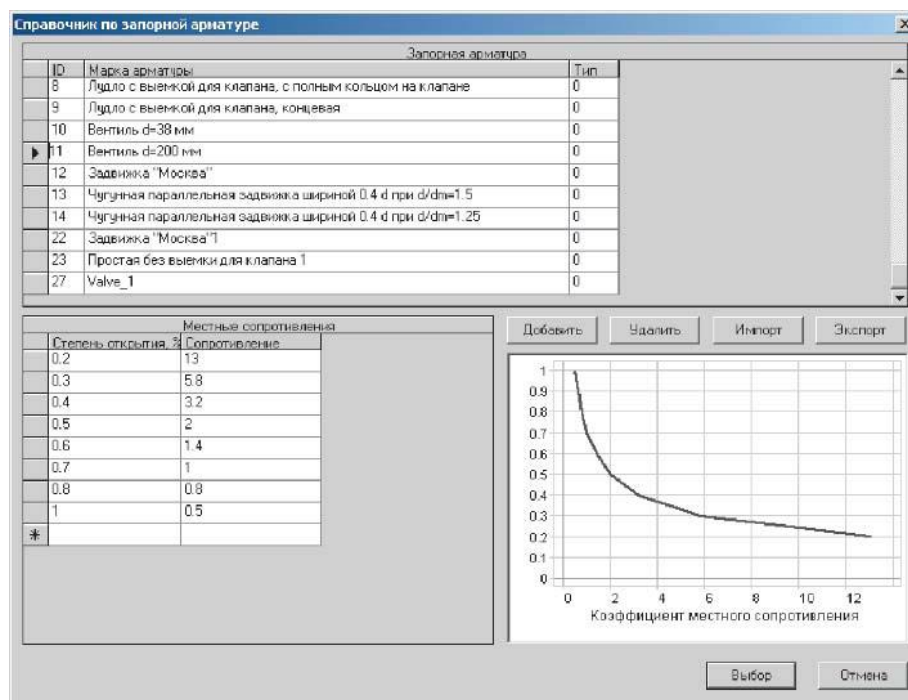 Справочник по запорной арматуре
Запорная арматура
ID Марка арматуры Тип
8 Лудло с выемкой для клапана, с полным кольцом на клапане 0
9 Лудло с выемкой для клапана, концевая 0
10 Вентиль d=38 мм 0
11 Вентиль d=200 мм 0
12 Задвижка "Москва" 0
13 Чугунная параллельная задвижка шириной 0.4 d при d/dm=1.5 0
14 Чугунная параллельная задвижка шириной 0.4 d при d/dm=1.25 0
22 Задвижка "Москва"1 0
23 Простая без выемки для клапана 1 0
27 Valve_1 0
Местные сопротивления
Степень открытия, % Сопротивление
0.2 13
0.3 5.8
0.4 3.2
0.5 2
0.6 1.4
0.7 1
0.8 0.8
1 0.5
Добавить Удалить Импорт Экспорт
1
0.9
0.8
0.7
0.6
0.5
0.4
0.3
0.2
0.1
0
0 2 4 6 8 10 12
Коэффициент местного сопротивления
Выбор Отмена